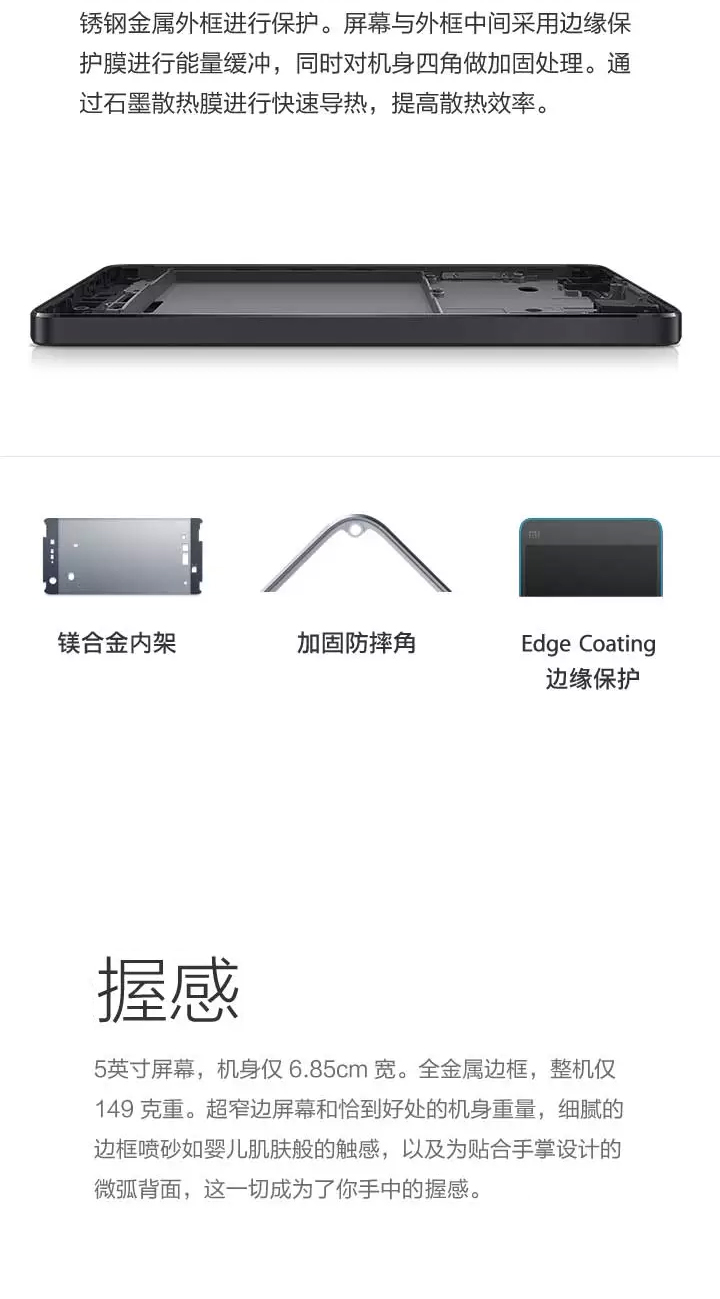 锈钢金属外框进行保护。屏幕与外框中间采用边缘保
护膜进行能量缓冲，同时对机身四角做加固处理。通
过石墨散热膜进行快速导热，提高散热效率。
MI
镁合金内架
加固防摔角
Edge Coating
边缘保护
握感
5英寸屏幕，机身仅 6.85cm 宽。全金属边框，整机仅
149 克重。超窄边屏幕和恰到好处的机身重量，细腻的
边框喷砂如婴儿肌肤般的触感，以及为贴合手掌设计的
微弧背面，这一切成为了你手中的握感。